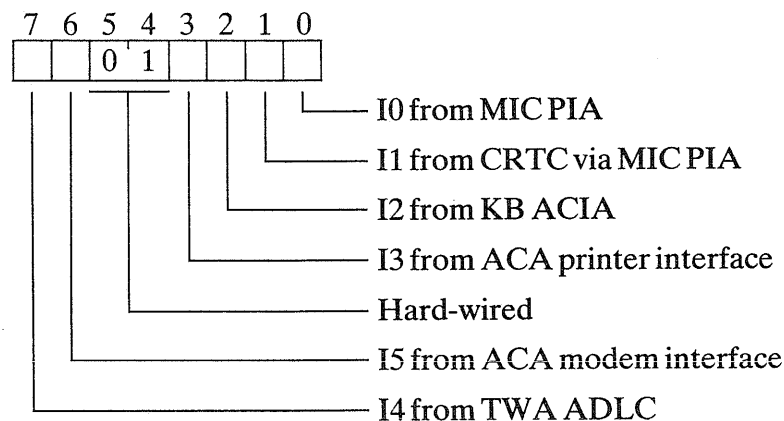 7 6 5 4 3 2 1 0
0 1
I0 from MIC PIA
I1 from CRTC via MIC PIA
I2 from KB ACIA
I3 from ACA printer interface
Hard-wired
I5 from ACA modem interface
I4 from TWA ADLC